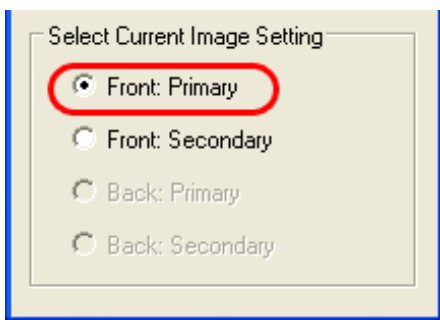 Select Current Image Setting
Front: Primary
Front: Secondary
Back: Primary
Back: Secondary